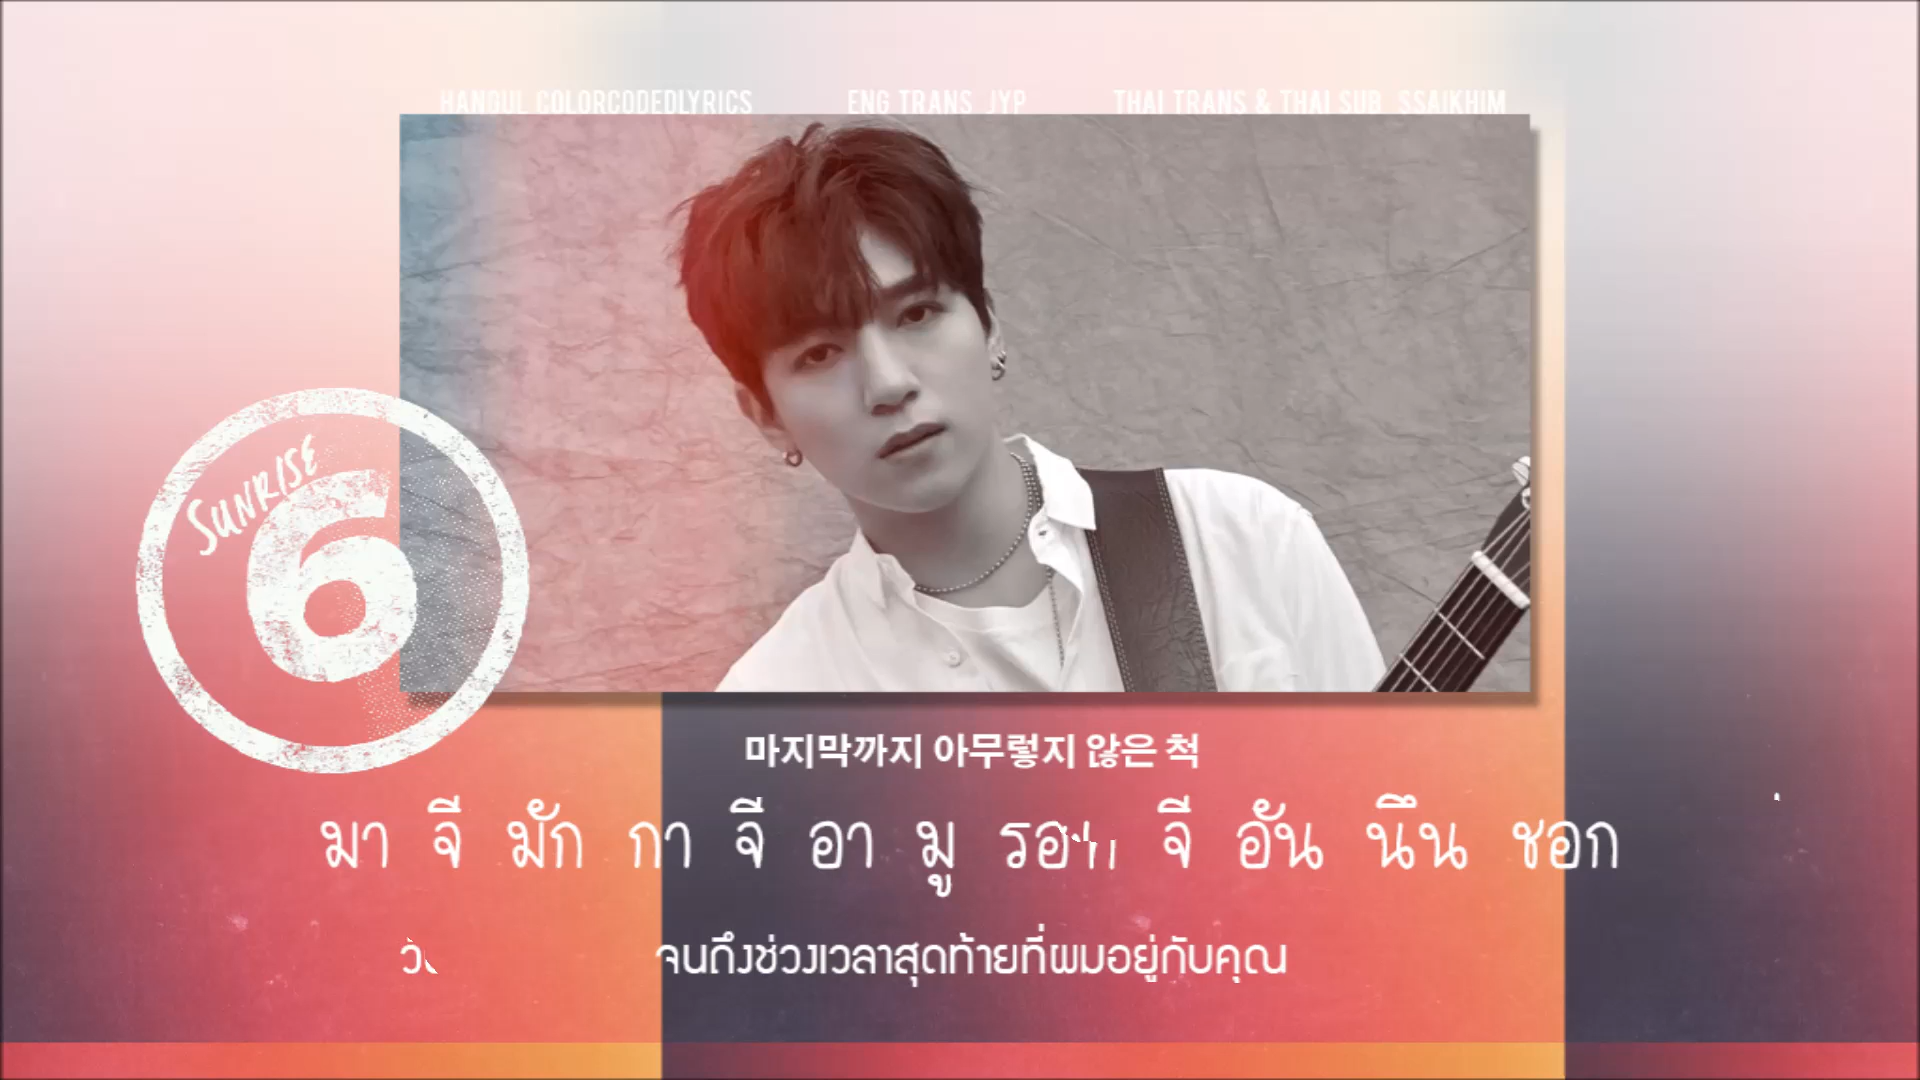 HANGUL COLORCODEDLYRICS ENG TRANS JYP THAI TRANS & THAI SUB SSAIKHIM
SUNRISE
6
마지막까지 아무렇지 않은 척
มา จี มัก กา จี อา มู จี อัน นึน ชอก
จนถึงช่วงเวลาสุดท้ายที่ผมอยู่กับคุณ